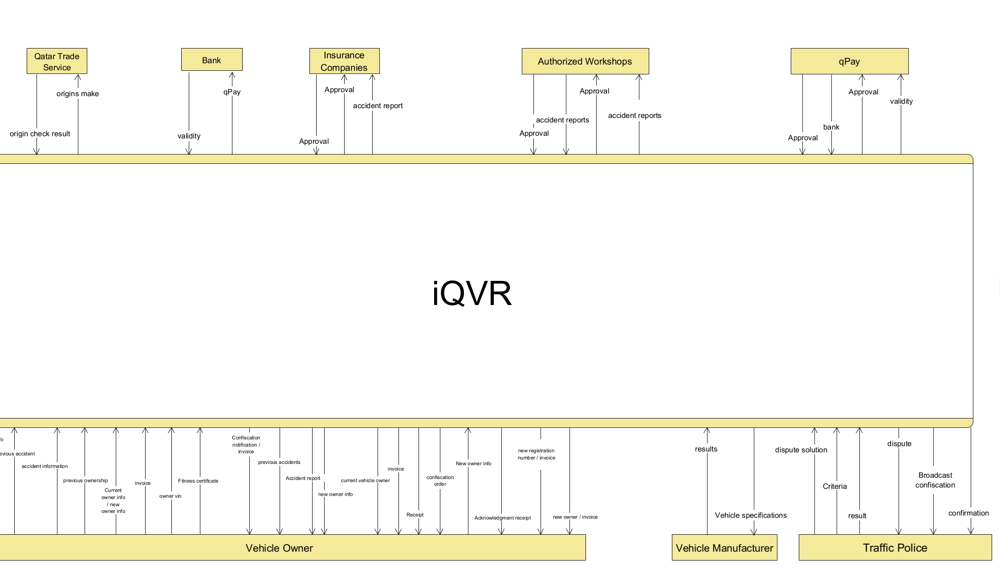 Qatar Trade
Service
Bank
Insurance
Companies
Authorized Workshops
qPay
origins make
origin check result
qPay
validity
Approval
accident report
Approval
Approval
accident reports
accident reports
Approval
Approval
validity
bank
Approval
iQVR
fo
evious accident
accident information
previous ownership
Current
owner info
/ new
owner info
invoice
owner vin
Fitness certificate
Confiscation
notification /
invoice
previous accidents
Accident report
new owner info
current vehicle owner
invoice
Receipt
confiscation
order
New owner info
Acknowledgment receipt
new registration
number / invoice
new owner / invoice
results
Vehicle specifications
dispute solution
Criteria
result
dispute
Broadcast
confiscation
confirmation
Vehicle Owner
Vehicle Manufacturer
Traffic Police